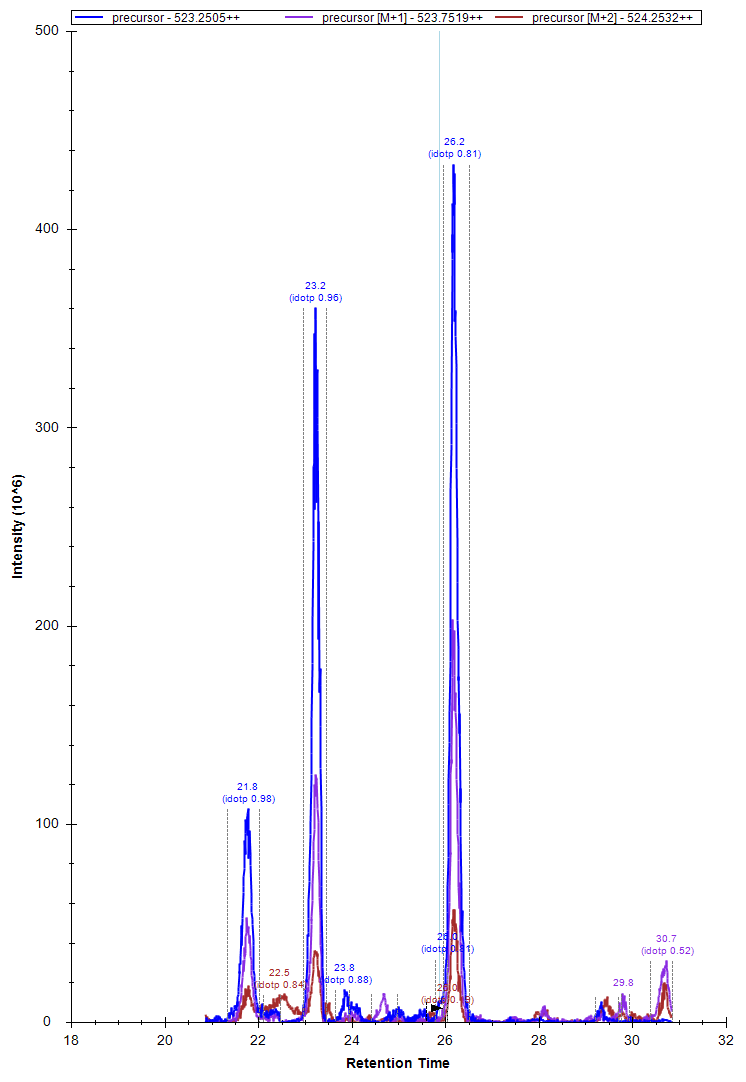 precursor - 523.2505++ precursor [M+1] - 523.7519++ precursor [M+2] - 524.2532++
500
400
300
200
100
0
Intensity (10^6)
26.2
(idotp 0.81)
23.2
(idotp 0.96)
21.8
(idotp 0.98)
22.5
(idotp 0.84)
23.8
(idotp 0.88)
29.8
30.7
(idotp 0.52)
18 20 22 24 26 28 30 32
Retention Time